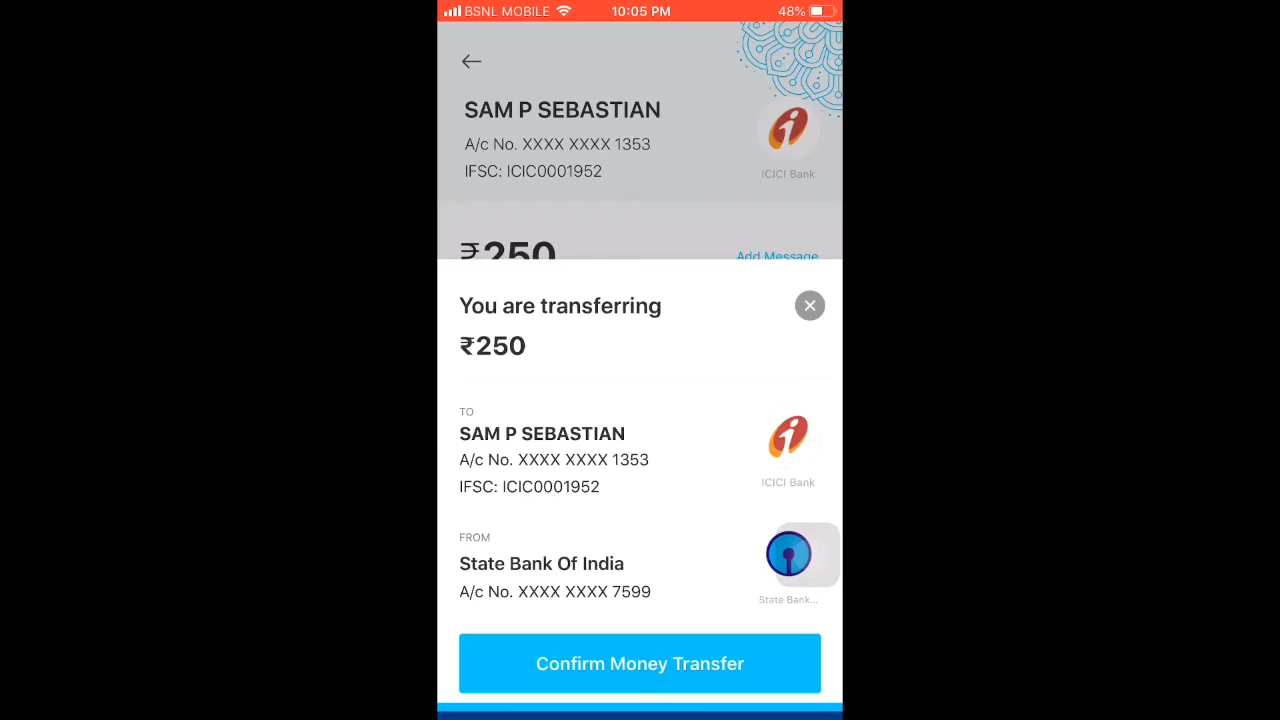 BSNL MOBILE 10:05 PM 48%
SAM P SEBASTIAN
A/c No. XXXX XXXX 1353
IFSC: ICIC0001952
ICICI Bank
₹250
Add Message
You are transferring
₹250
TO
SAM P SEBASTIAN
A/c No. XXXX XXXX 1353
IFSC: ICIC0001952
ICICI Bank
FROM
State Bank Of India
A/c No. XXXX XXXX 7599
State Bank...
Confirm Money Transfer